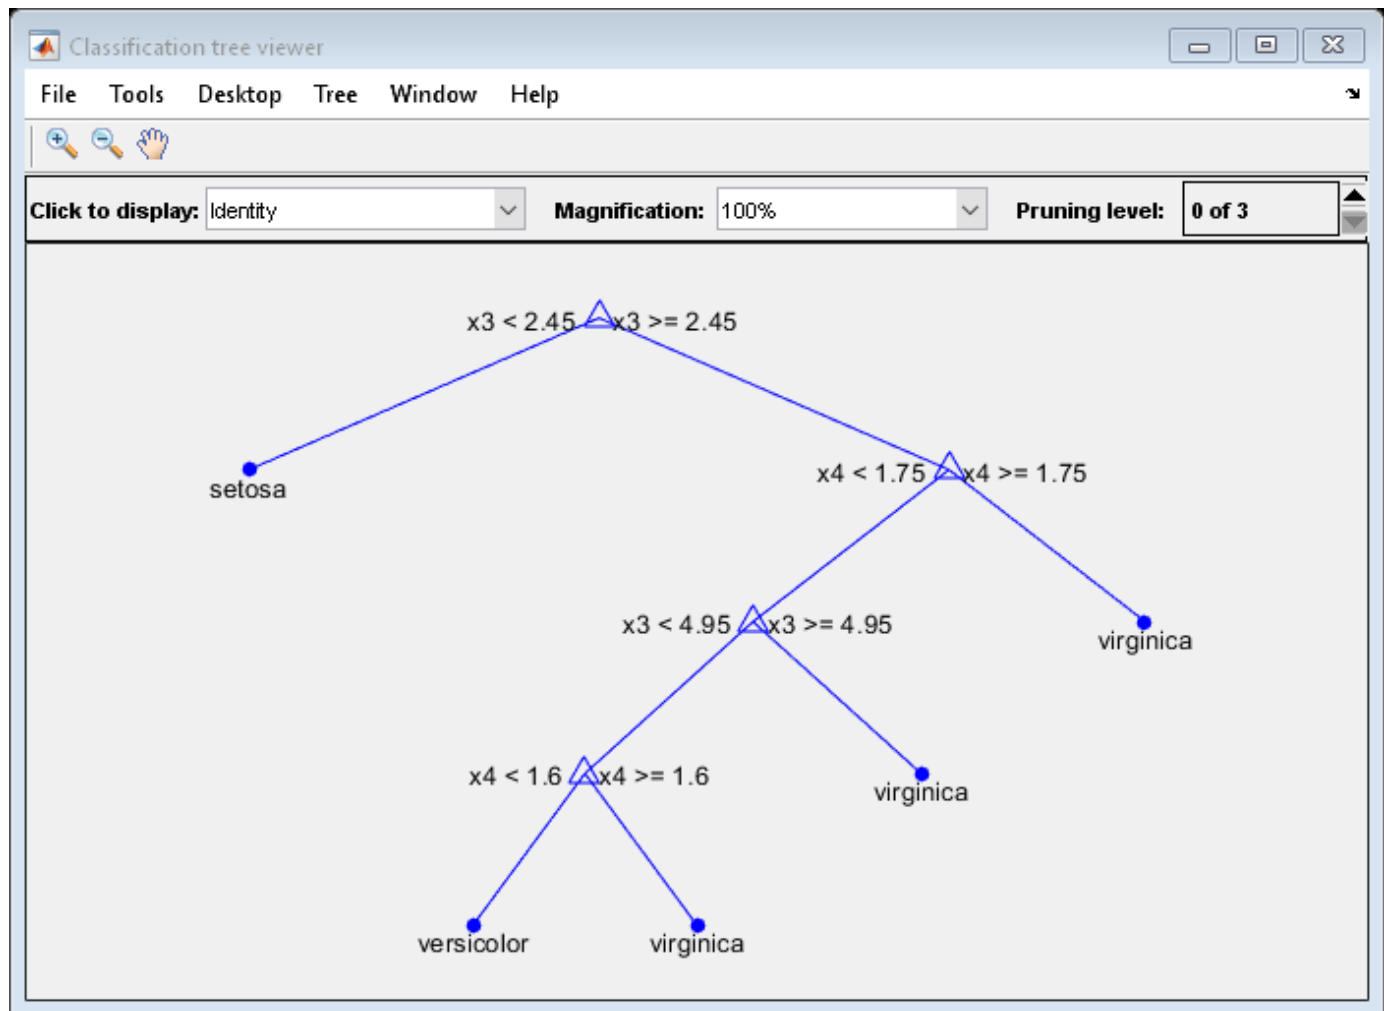 Classification tree viewer
File Tools Desktop Tree Window Help
Click to display: Identity Magnification: 100% Pruning level: 0 of 3
x3 < 2.45 x3 >= 2.45
setosa
x4 < 1.75 x4 >= 1.75
x3 < 4.95 x3 >= 4.95
virginica
x4 < 1.6 x4 >= 1.6
virginica
versicolor virginica